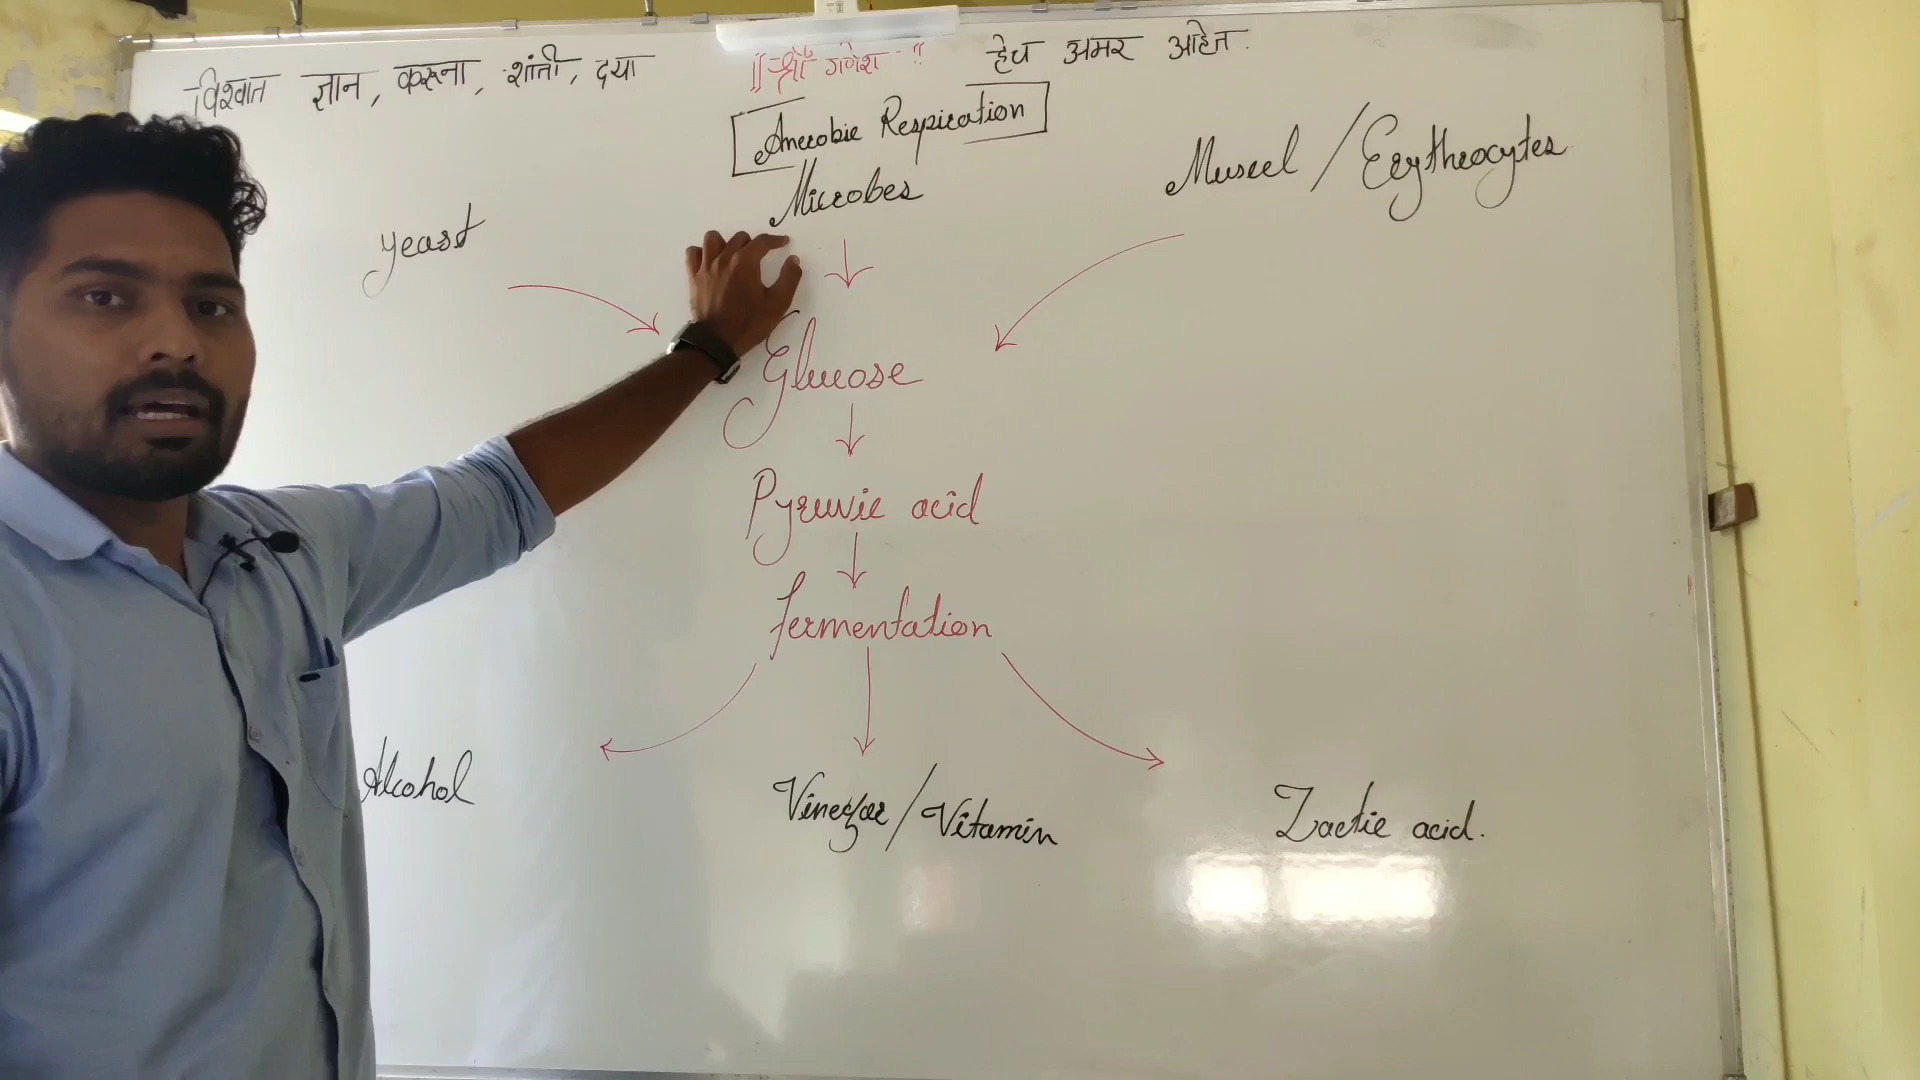 विश्वात ज्ञान, करूना, शांती, दया ॥ श्री गणेश ॥ हेच अमर आहेत.
Anerobic Respiration
Microbes
Muscel / Erythrocytes
yeast
Glucose
Pyruvic acid
fermentation
Alcohol
Vinegar / Vitamin
Lactic acid.